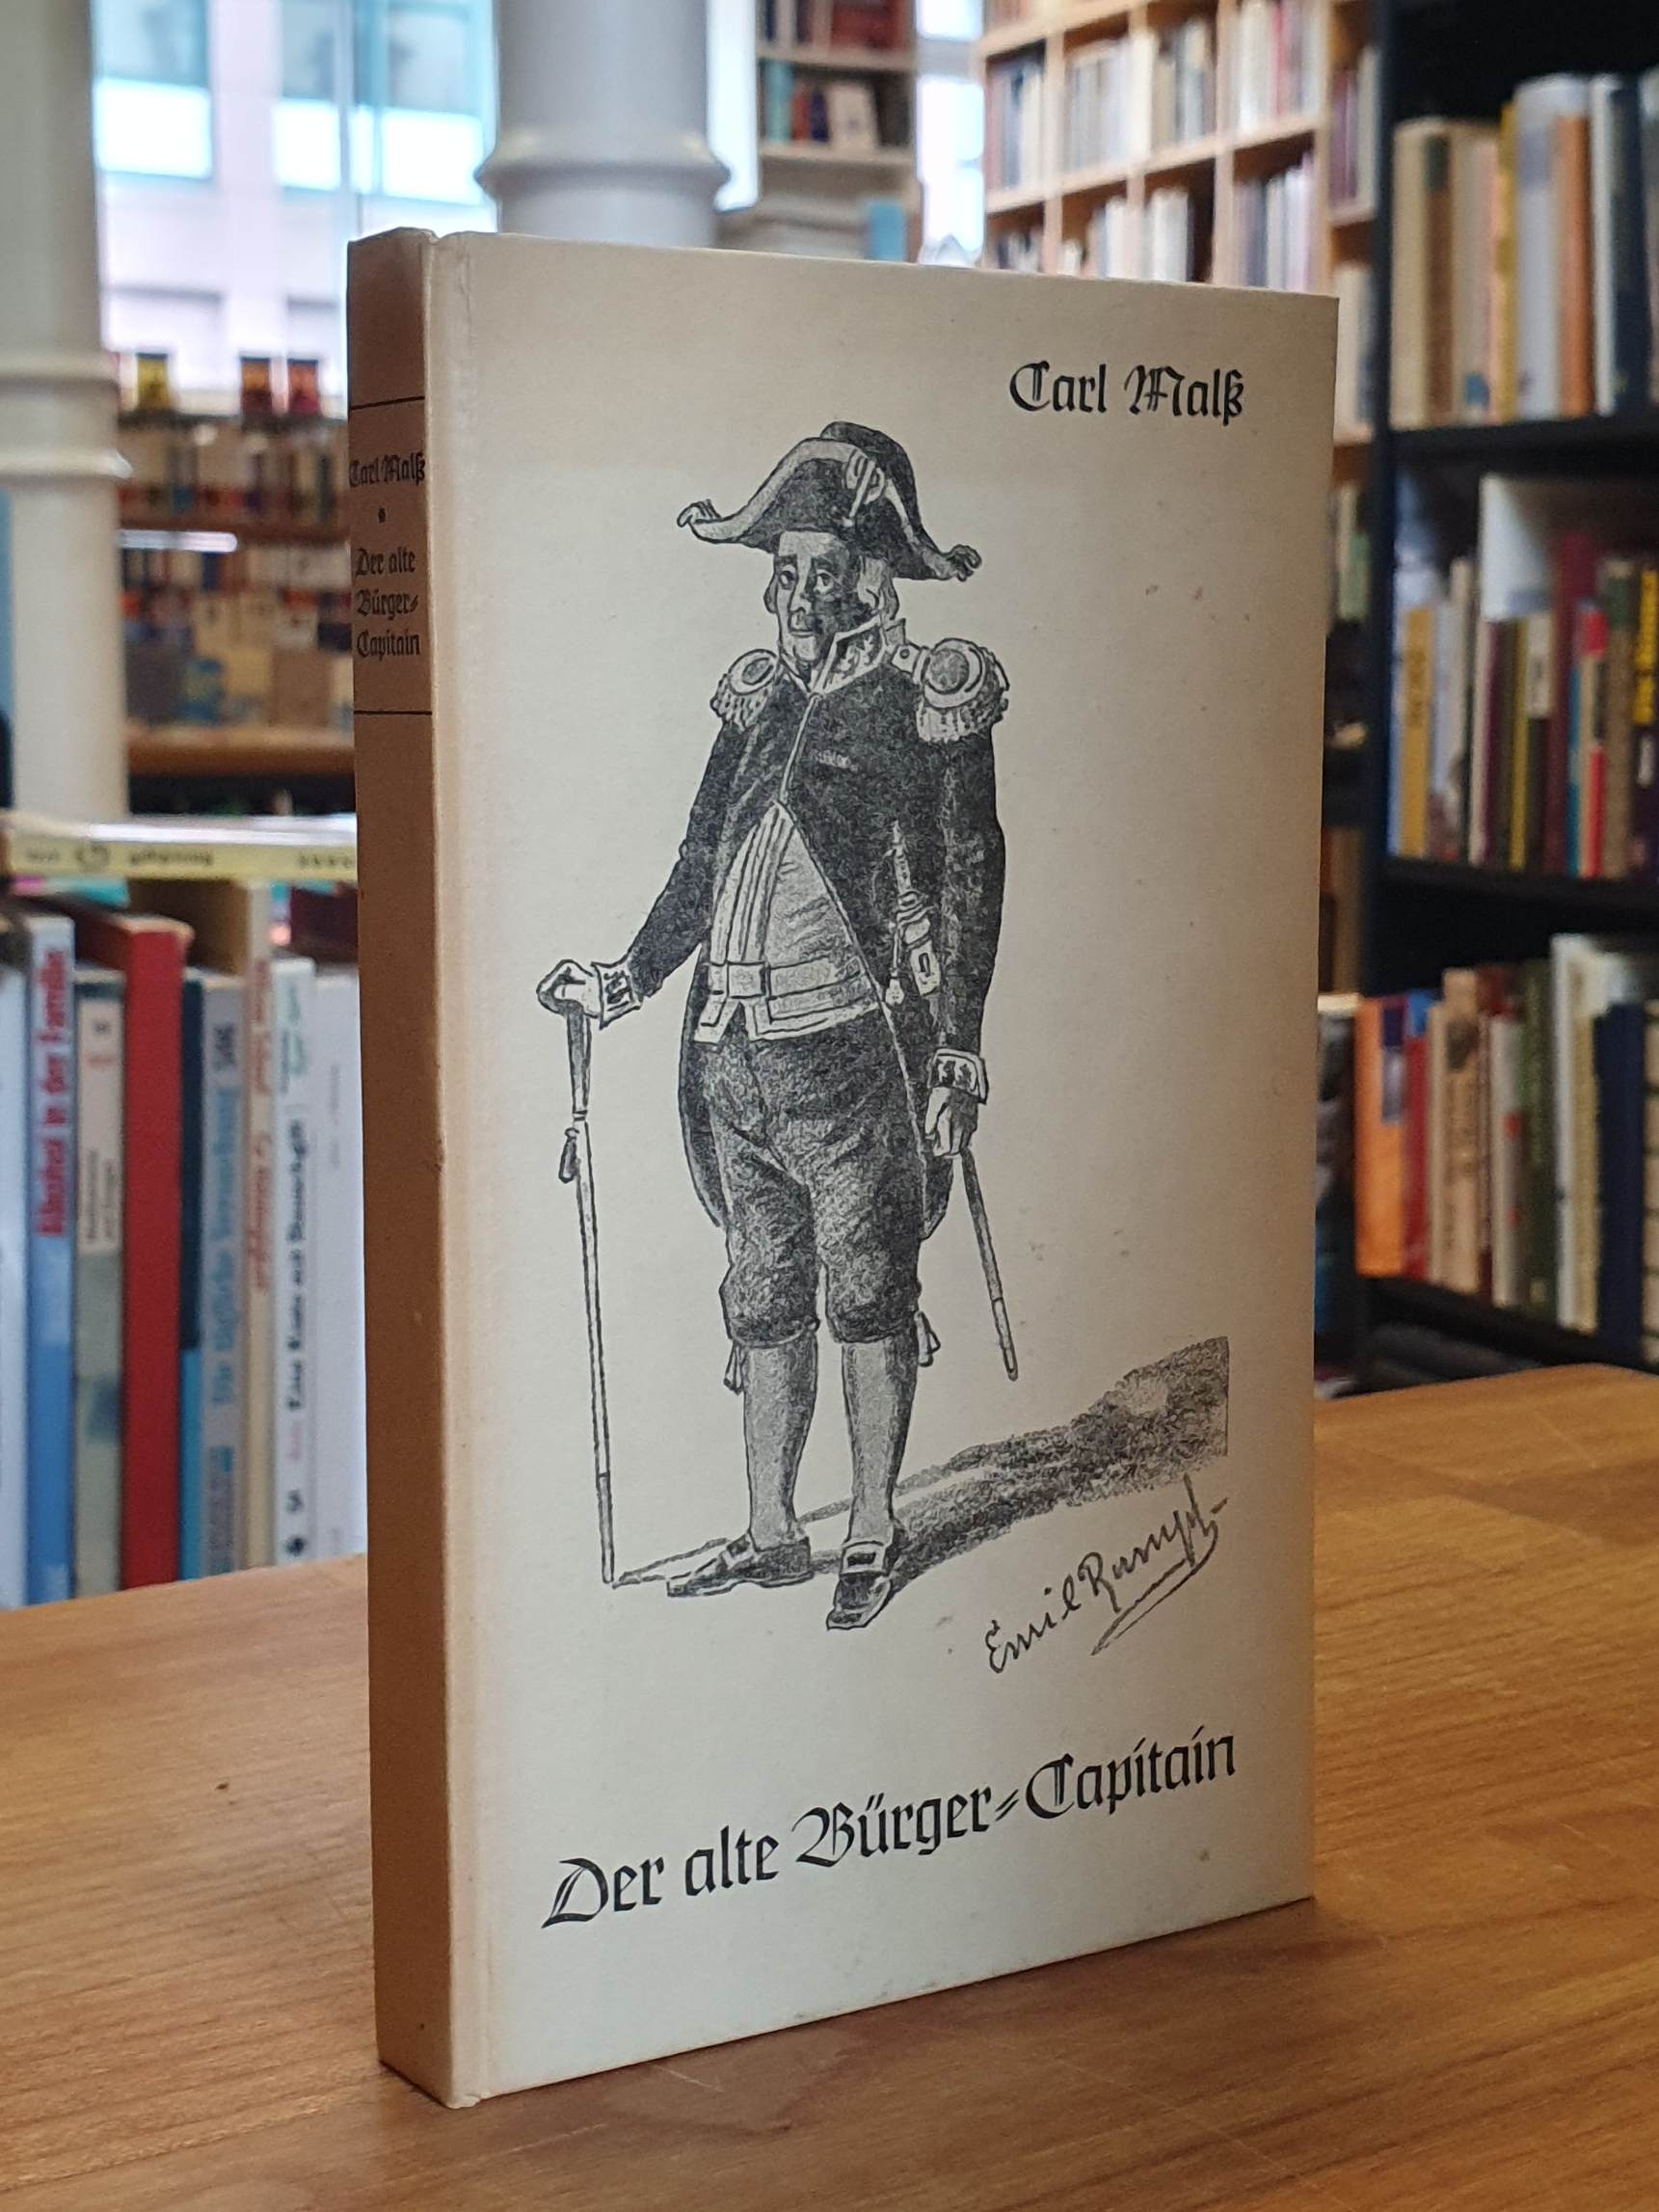 Carl Malß
Carl Malß
Der alte
Bürger-
Capitain
Emil Rumpf
Der alte Bürger-Capitain